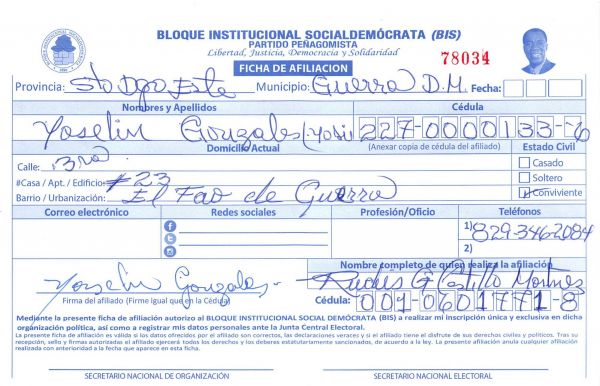 BLOQUE INSTITUCIONAL SOCIALDEMÓCRATA (BIS)
PARTIDO PEÑAGOMISTA
Libertad, Justicia, Democracia y Solidaridad
78034
FICHA DE AFILIACION
Provincia: Sto Dgo Este Municipio: Guerra D.M. Fecha:
Nombres y Apellidos Cédula
Yoselin Gonzales (Yosi) 227-0000133-6
Domicilio Actual (Anexar copia de cédula del afiliado) Estado Civil
Calle: 3ra Casado
#Casa / Apt. / Edificio: #23 Soltero
Barrio / Urbanización: El Fao de Guerra Conviviente
Correo electrónico Redes sociales Profesión/Oficio Teléfonos
1) 829-346-2084
2)
Nombre completo de quien realiza la afiliación
Yorselin Gonzales Rudis G Castillo Martinez
Firma del afiliado (Firme igual que en la Cédula) Cédula: 001-0601771-8
Mediante la presente ficha de afiliación autorizo al BLOQUE INSTITUCIONAL SOCIAL DEMÓCRATA (BIS) a realizar mi inscripción única y exclusiva en dicha
organización política, así como a registrar mis datos personales ante la Junta Central Electoral.
La presente ficha de afiliación es válida si los datos ofrecidos por el afiliado son correctos, las declaraciones veraces y si el afiliado tiene el disfrute de sus derechos civiles y políticos. Tras su
recepción, sello y firmas autorizadas el afiliado ejercerá todos los derechos y los deberes estatutariamente sancionados, de acuerdo a la ley. La presente afiliación anula cualquier afiliación
realizada con anterioridad a la fecha que aparece en esta ficha.
SECRETARIO NACIONAL DE ORGANIZACIÓN SECRETARIO NACIONAL ELECTORAL